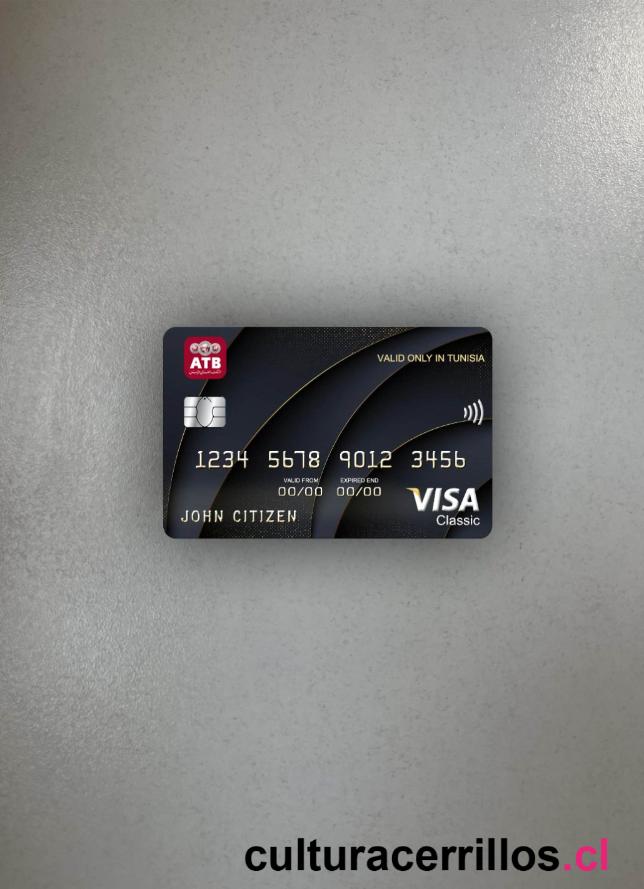 ATB
VALID ONLY IN TUNISIA
1234 5678 9012 3456
VALID FROM EXPIRED END
00/00 00/00
VISA
JOHN CITIZEN
Classic
culturacerrillos.cl